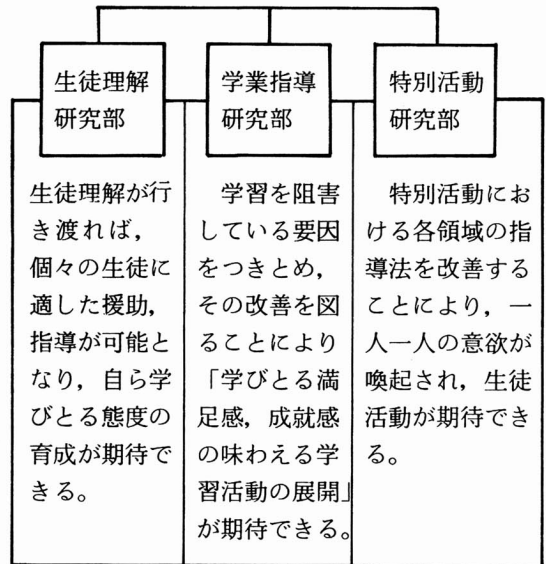 生徒理解
研究部
生徒理解が行
き渡れば，
個々の生徒に
適した援助，
指導が可能と
なり，自ら学
びとる態度の
育成が期待で
きる。
学業指導
研究部
学習を阻害
している要因
をつきとめ，
その改善を図
ることにより
「学びとる満
足感，成就感
の味わえる学
習活動の展開」
が期待できる。
特別活動
研究部
特別活動にお
ける各領域の指
導法を改善する
ことにより，一
人一人の意欲が
喚起され，生徒
活動が期待でき
る。